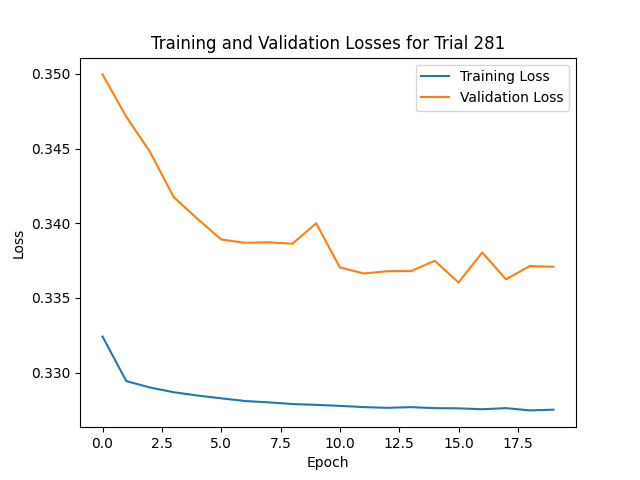 Training and Validation Losses for Trial 281
0.350
0.345
0.340
0.335
0.330
Loss
Training Loss
Validation Loss
0.0 2.5 5.0 7.5 10.0 12.5 15.0 17.5
Epoch